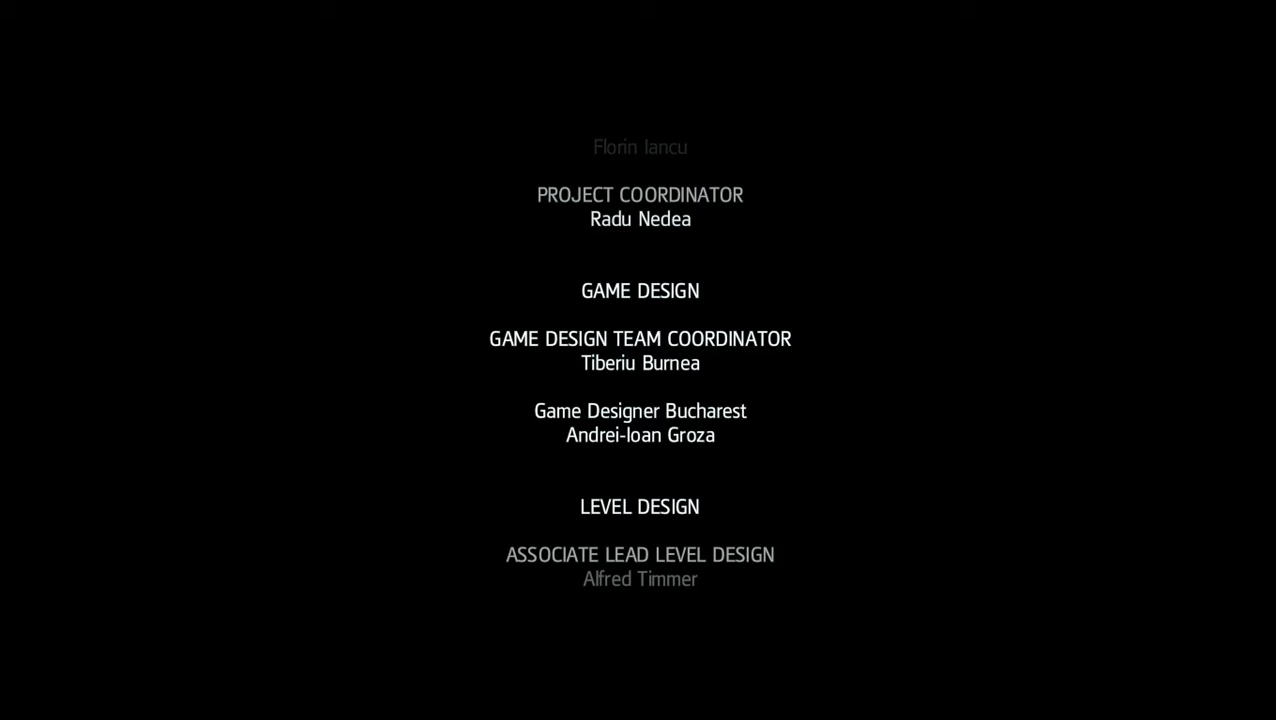 Florin Iancu
PROJECT COORDINATOR
Radu Nedea
GAME DESIGN
GAME DESIGN TEAM COORDINATOR
Tiberiu Burnea
Game Designer Bucharest
Andrei-Ioan Groza
LEVEL DESIGN
ASSOCIATE LEAD LEVEL DESIGN
Alfred Timmer